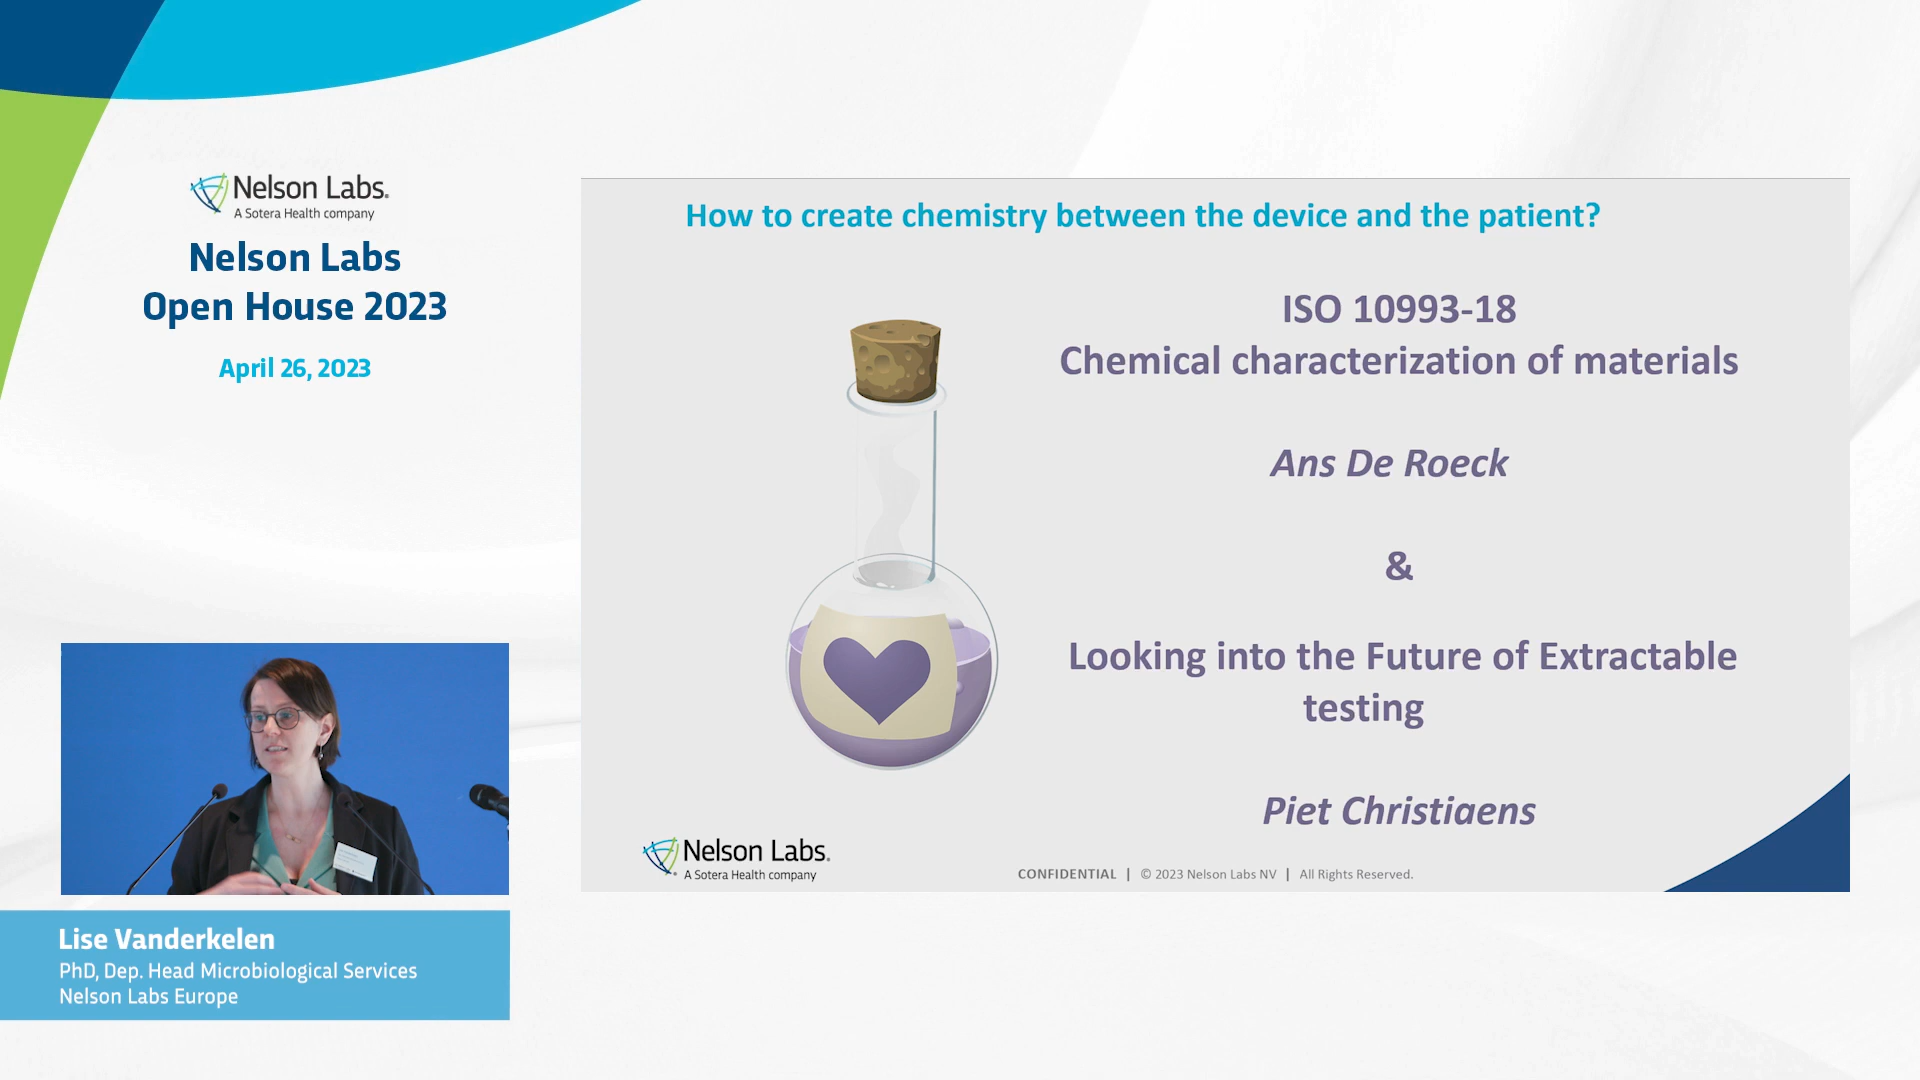 Nelson Labs.
A Sotera Health company
Nelson Labs
Open House 2023
April 26, 2023
How to create chemistry between the device and the patient?
ISO 10993-18
Chemical characterization of materials
Ans De Roeck
&
Looking into the Future of Extractable
testing
Piet Christiaens
Nelson Labs.
A Sotera Health company
CONFIDENTIAL | © 2023 Nelson Labs NV | All Rights Reserved.
Lise Vanderkelen
PhD, Dep. Head Microbiological Services
Nelson Labs Europe